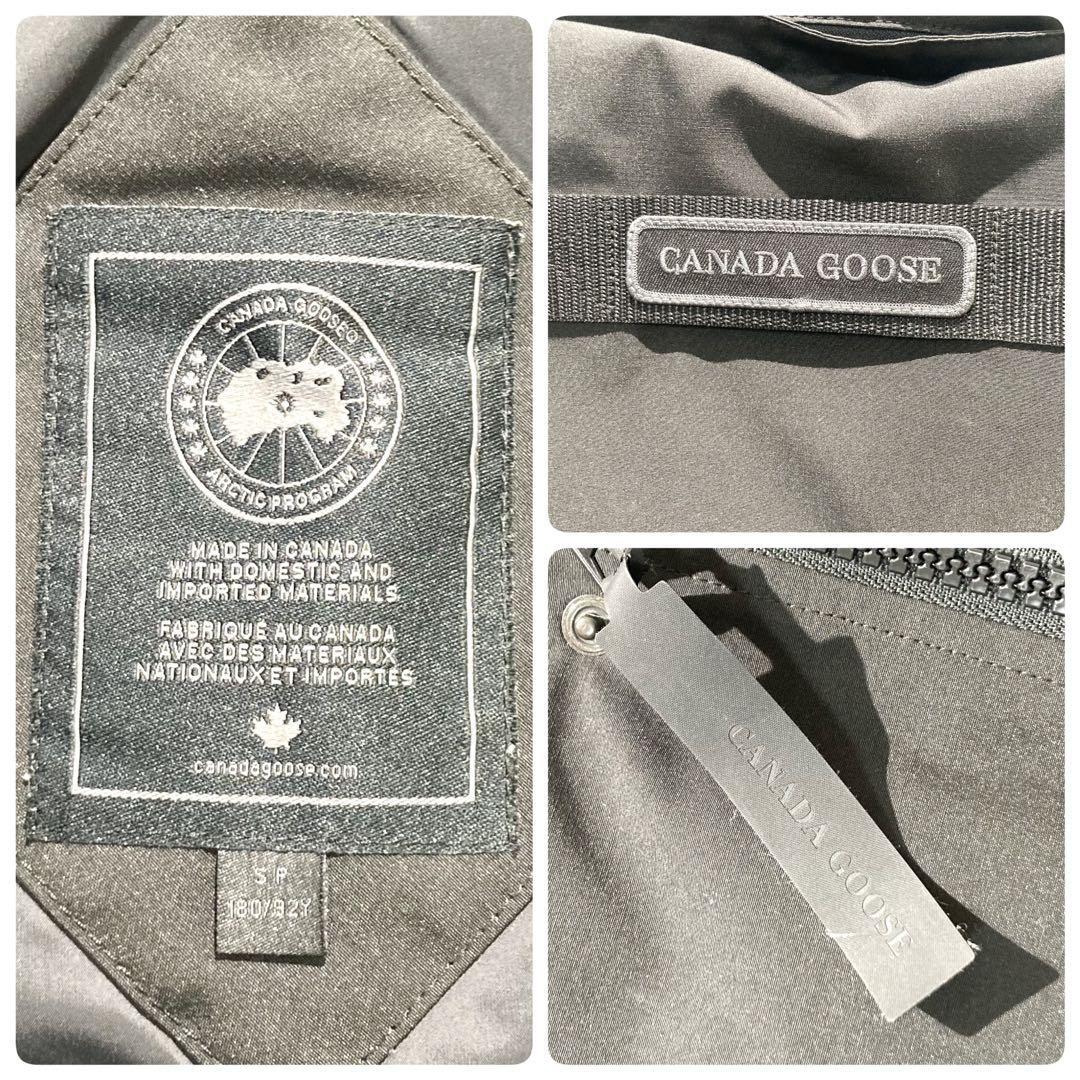 CANADA GOOSE®
ARCTIC PROGRAM
MADE IN CANADA
WITH DOMESTIC AND
IMPORTED MATERIALS
FABRIQUÉ AU CANADA
AVEC DES MATERIAUX
NATIONAUX ET IMPORTÉS
canadagoose.com
S P
180/92Y
CANADA GOOSE
CANADA GOOSE